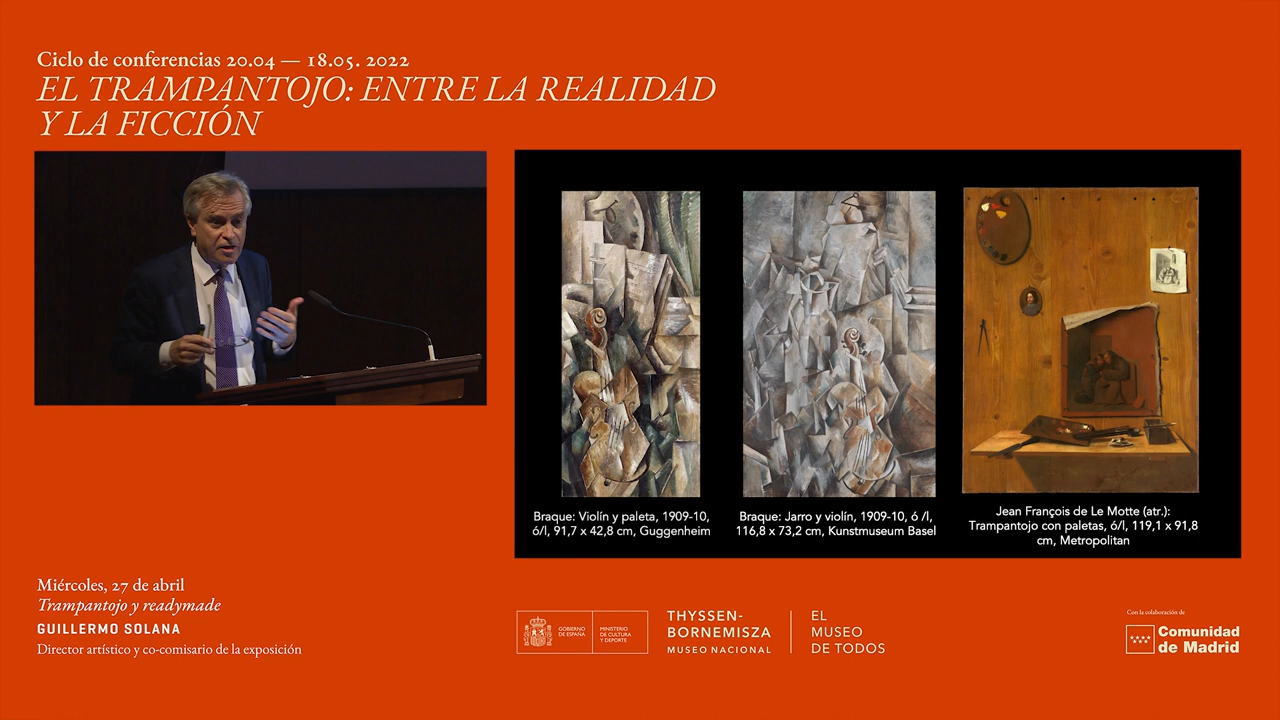 Ciclo de conferencias 20.04 — 18.05. 2022
EL TRAMPANTOJO: ENTRE LA REALIDAD
Y LA FICCIÓN
Braque: Violín y paleta, 1909-10,
ó/l, 91,7 x 42,8 cm, Guggenheim
Braque: Jarro y violín, 1909-10, ó /l,
116,8 x 73,2 cm, Kunstmuseum Basel
Jean François de Le Motte (atr.):
Trampantojo con paletas, ó/l, 119,1 x 91,8
cm, Metropolitan
Miércoles, 27 de abril
Trampantojo y readymade
GUILLERMO SOLANA
Director artístico y co-comisario de la exposición
GOBIERNO
DE ESPAÑA
MINISTERIO
DE CULTURA
Y DEPORTE
THYSSEN-
BORNEMISZA
MUSEO NACIONAL
EL
MUSEO
DE TODOS
Con la colaboración de
Comunidad
de Madrid